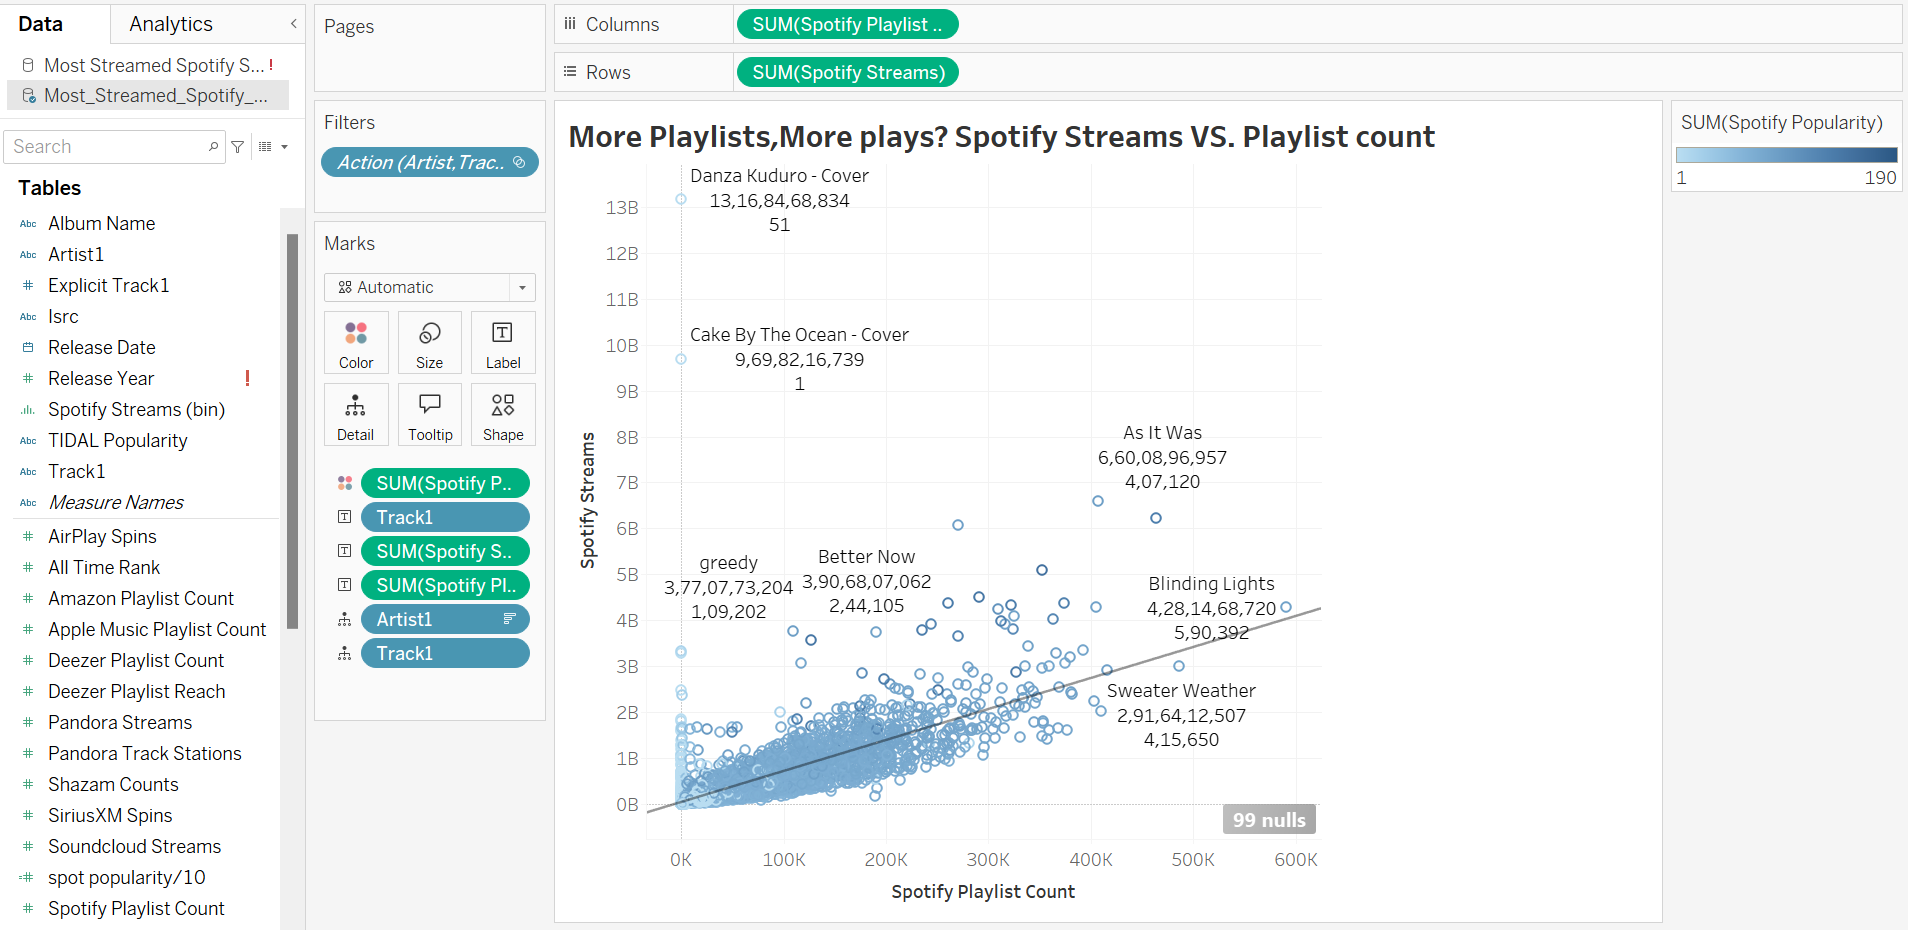 Data
Analytics
Most Streamed Spotify S... !
Most_Streamed_Spotify_...
Search
Tables
Abc Album Name
Abc Artist1
# Explicit Track1
Abc Isrc
Release Date
# Release Year !
Spotify Streams (bin)
Abc TIDAL Popularity
Abc Track1
Abc Measure Names
# AirPlay Spins
# All Time Rank
# Amazon Playlist Count
# Apple Music Playlist Count
# Deezer Playlist Count
# Deezer Playlist Reach
# Pandora Streams
# Pandora Track Stations
# Shazam Counts
# SiriusXM Spins
# Soundcloud Streams
=# spot popularity/10
# Spotify Playlist Count
Pages
Filters
Action (Artist,Trac..
Marks
Automatic
Color
Size
Label
Detail
Tooltip
Shape
SUM(Spotify P..
Track1
SUM(Spotify S..
SUM(Spotify Pl..
Artist1
Track1
Columns
SUM(Spotify Playlist ..
Rows
SUM(Spotify Streams)
More Playlists,More plays? Spotify Streams VS. Playlist count
Spotify Streams
13B
12B
11B
10B
9B
8B
7B
6B
5B
4B
3B
2B
1B
0B
Danza Kuduro - Cover
13,16,84,68,834
51
Cake By The Ocean - Cover
9,69,82,16,739
1
As It Was
6,60,08,96,957
4,07,120
greedy
3,77,07,73,204
1,09,202
Better Now
3,90,68,07,062
2,44,105
Blinding Lights
4,28,14,68,720
5,90,392
Sweater Weather
2,91,64,12,507
4,15,650
99 nulls
0K
100K
200K
300K
400K
500K
600K
Spotify Playlist Count
SUM(Spotify Popularity)
1
190